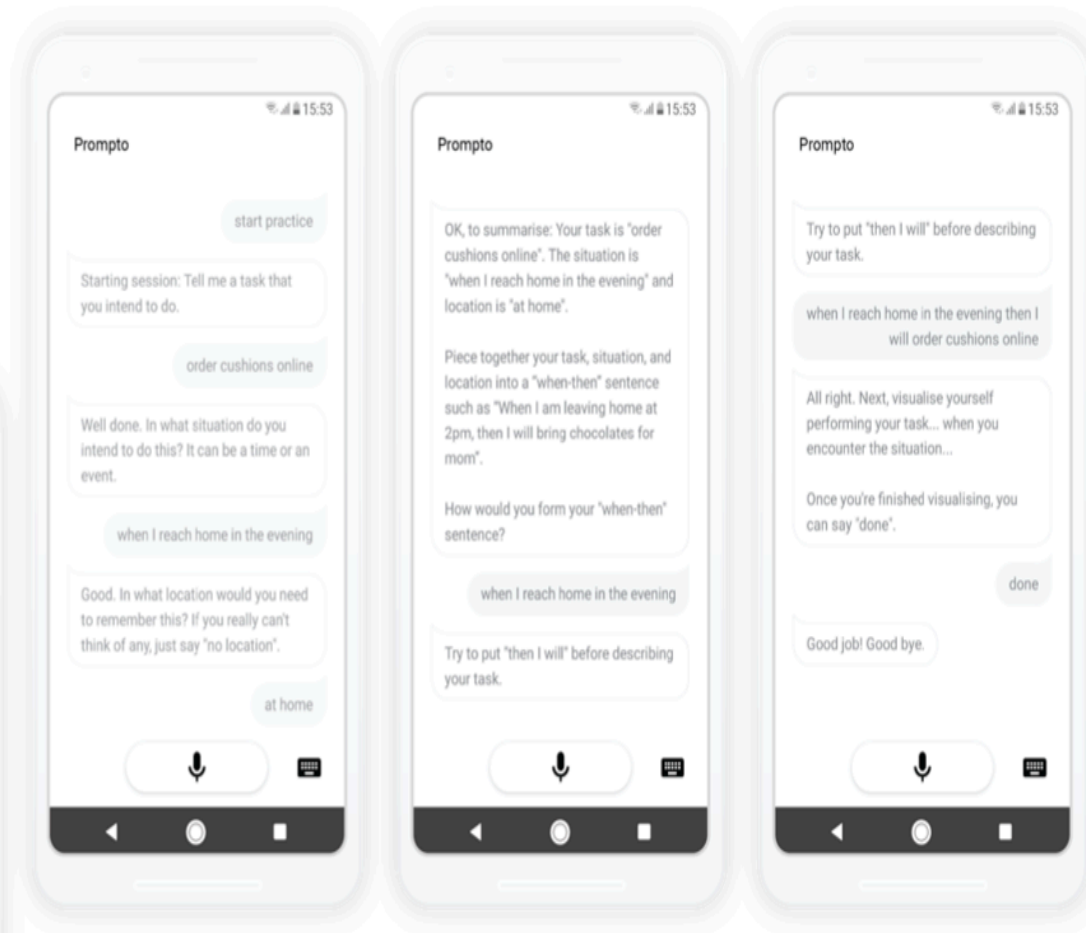 15:53
Prompto
start practice
Starting session: Tell me a task that
you intend to do.
order cushions online
Well done. In what situation do you
intend to do this? It can be a time or an
event.
when I reach home in the evening
Good. In what location would you need
to remember this? If you really can't
think of any, just say "no location".
at home
15:53
Prompto
OK, to summarise: Your task is "order
cushions online". The situation is
"when I reach home in the evening" and
location is "at home".
Piece together your task, situation, and
location into a "when-then" sentence
such as "When I am leaving home at
2pm, then I will bring chocolates for
mom".
How would you form your "when-then"
sentence?
when I reach home in the evening
Try to put "then I will" before describing
your task.
15:53
Prompto
Try to put "then I will" before describing
your task.
when I reach home in the evening then I
will order cushions online
All right. Next, visualise yourself
performing your task... when you
encounter the situation...
Once you're finished visualising, you
can say "done".
done
Good job! Good bye.